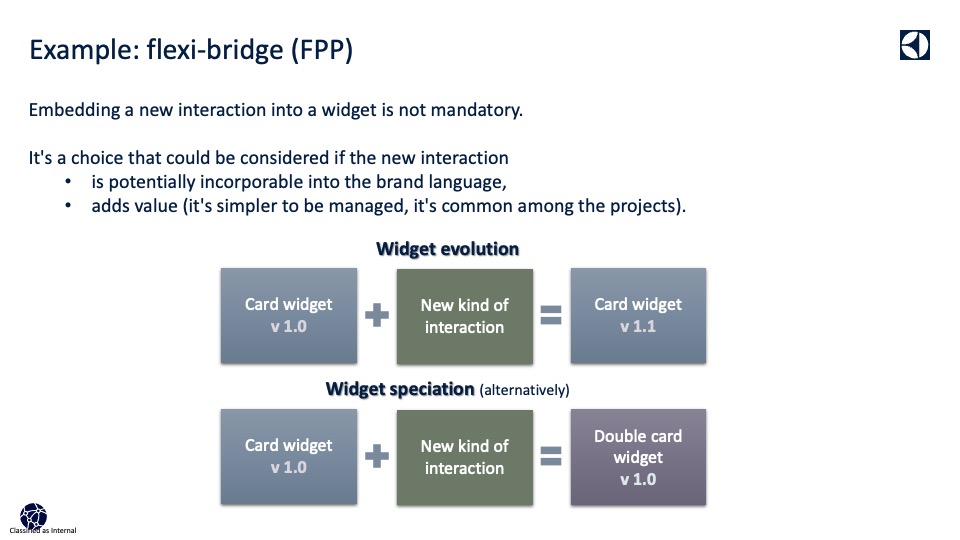 Example: flexi-bridge (FPP)
Embedding a new interaction into a widget is not mandatory.
It's a choice that could be considered if the new interaction
• is potentially incorporable into the brand language,
• adds value (it's simpler to be managed, it's common among the projects).
Widget evolution
Card widget
v 1.0
New kind of
interaction
Card widget
v 1.1
Widget speciation (alternatively)
Card widget
v 1.0
New kind of
interaction
Double card
widget
v 1.0
Classified as Internal